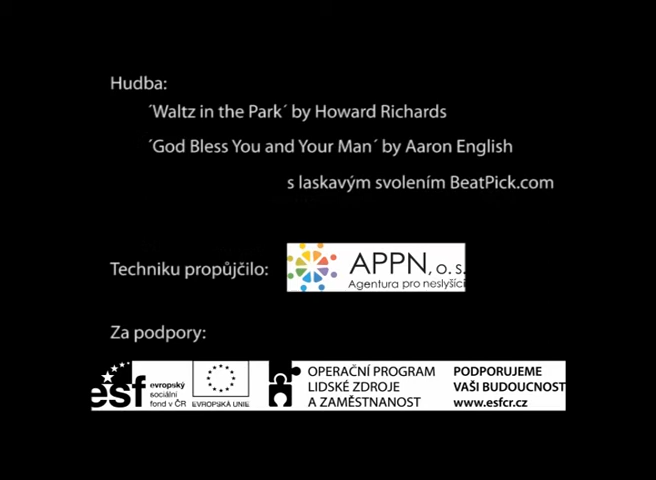 Hudba:
´Waltz in the Park´ by Howard Richards
´God Bless You and Your Man´ by Aaron English
s laskavým svolením BeatPick.com
Techniku propůjčilo:
APPN, o. s.
Agentura pro neslyšící
Za podpory:
esf evropský sociální fond v ČR
EVROPSKÁ UNIE
OPERAČNÍ PROGRAM
LIDSKÉ ZDROJE
A ZAMĚSTNANOST
PODPORUJEME
VAŠI BUDOUCNOST
www.esfcr.cz